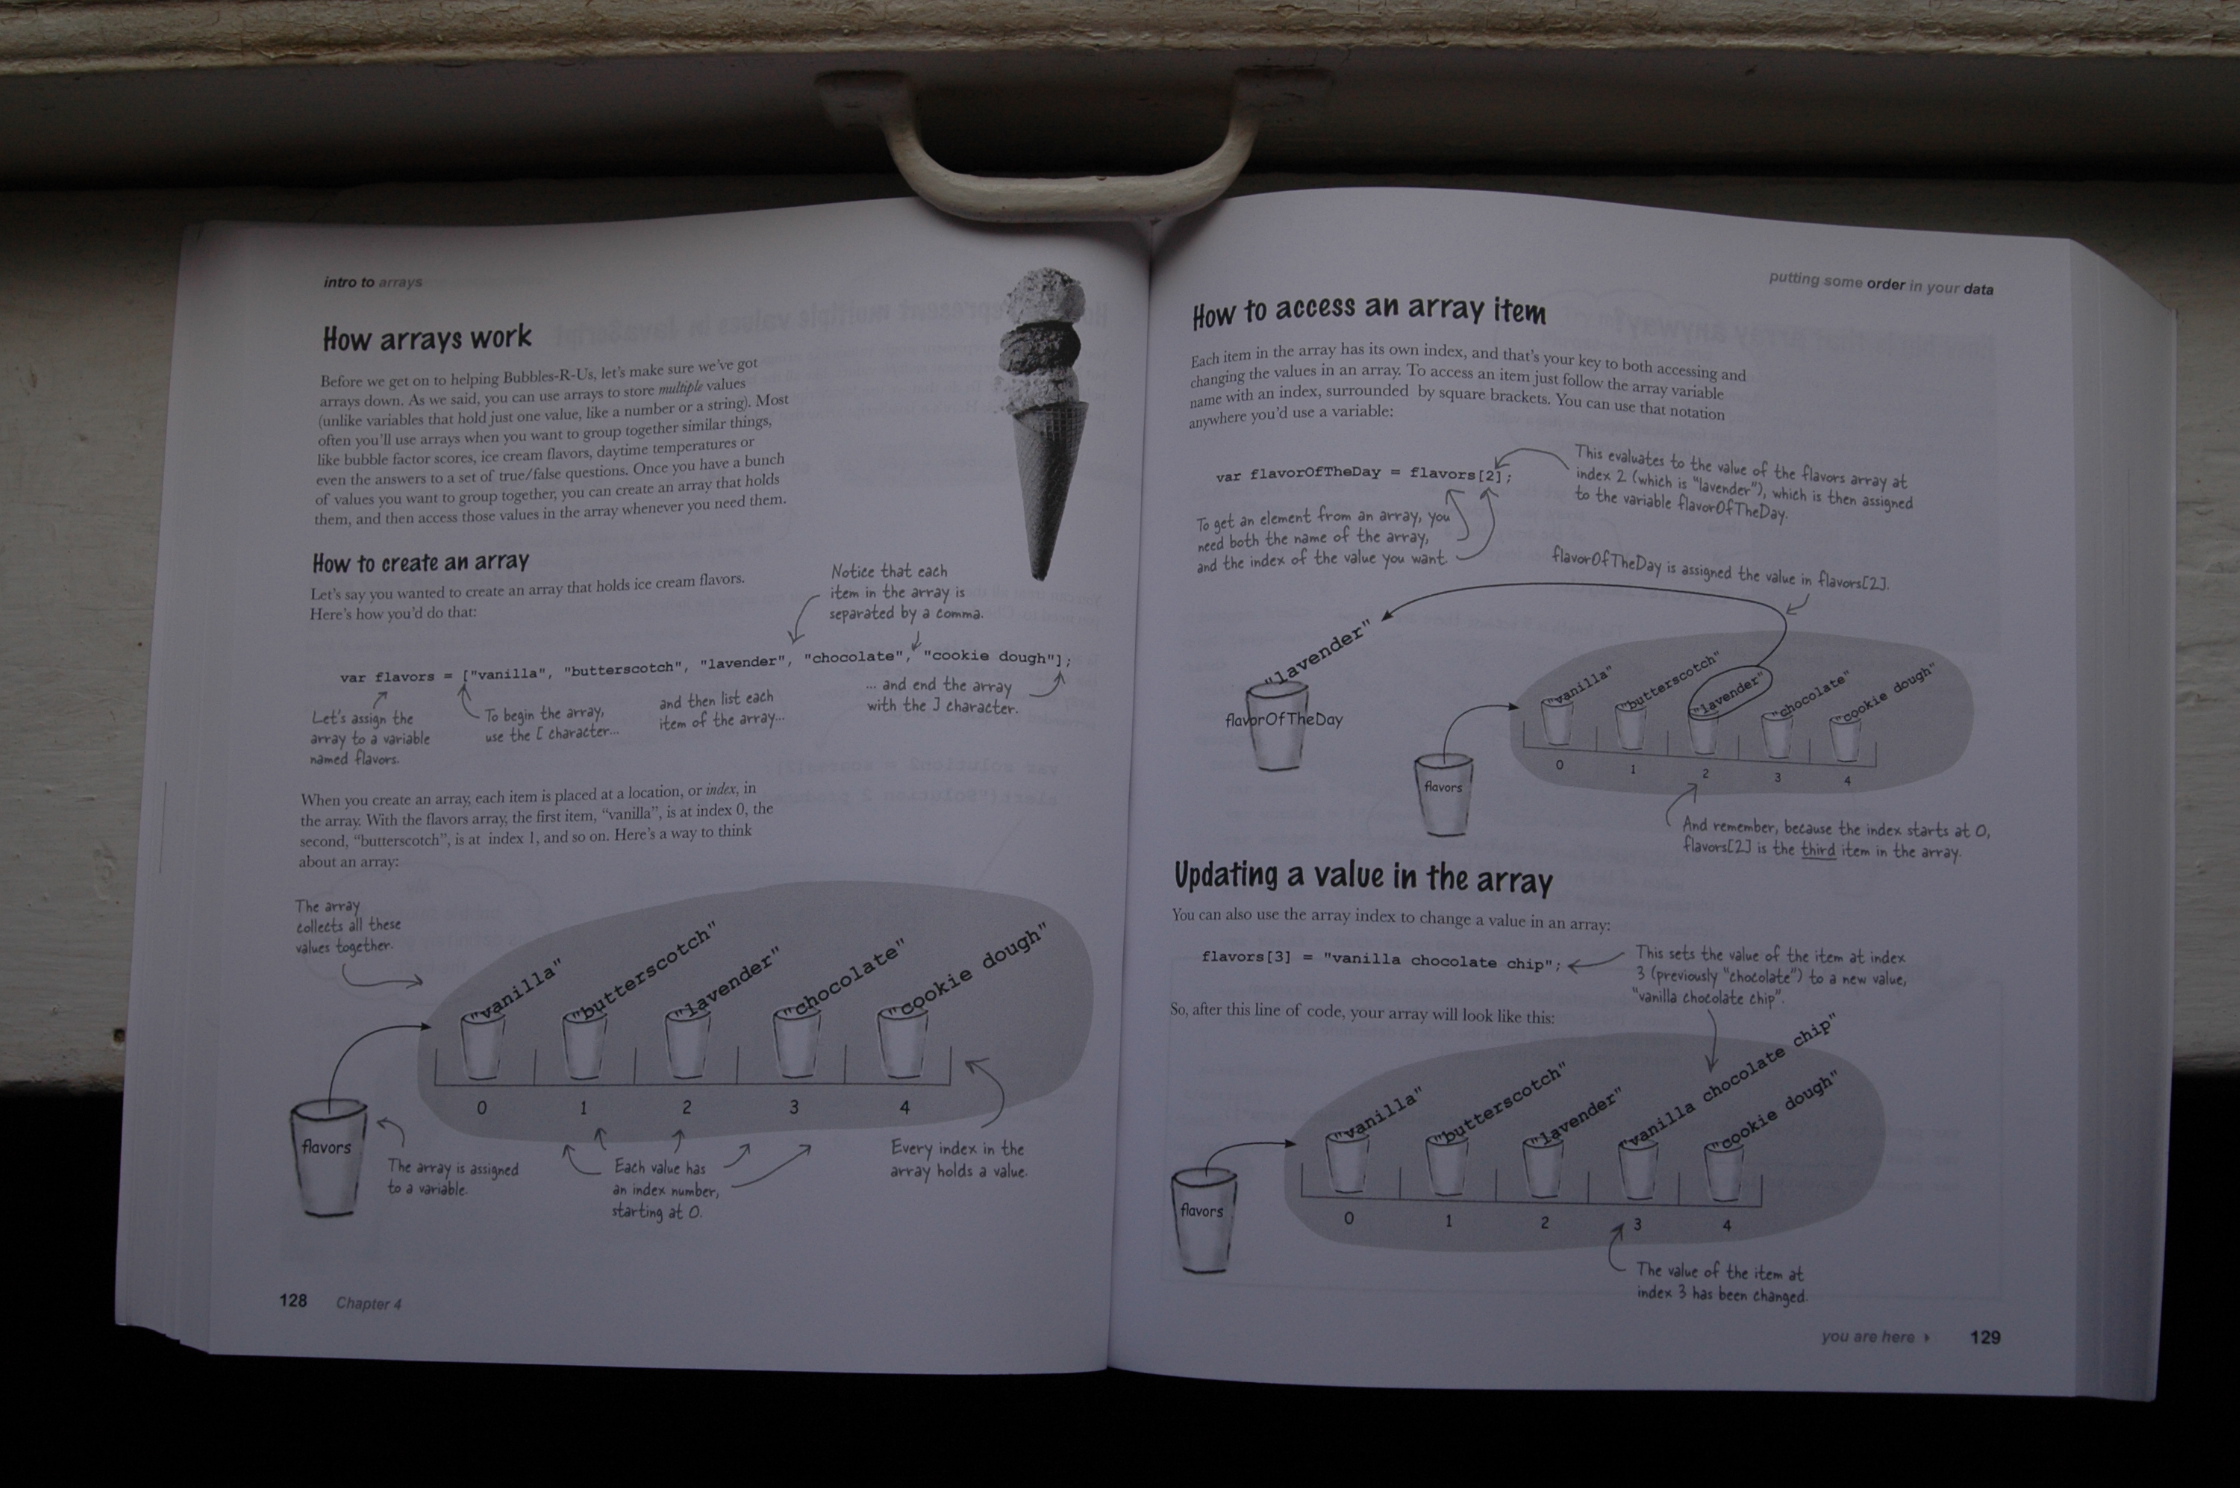 intro to arrays
How arrays work
Before we get on to helping Bubbles-R-Us, let's make sure we've got
arrays down. As we said, you can use arrays to store multiple values
(unlike variables that hold just one value, like a number or a string). Most
often you'll use arrays when you want to group together similar things,
like bubble factor scores, ice cream flavors, daytime temperatures or
even the answers to a set of true/false questions. Once you have a bunch
of values you want to group together, you can create an array that holds
them, and then access those values in the array whenever you need them.
How to create an array
Let's say you wanted to create an array that holds ice cream flavors.
Here's how you'd do that:
Notice that each
item in the array is
separated by a comma.
var flavors = ["vanilla", "butterscotch", "lavender", "chocolate", "cookie dough"];
Let's assign the
array to a variable
named flavors.
To begin the array,
use the [ character...
and then list each
item of the array...
... and end the array
with the ] character.
When you create an array, each item is placed at a location, or index, in
the array. With the flavors array, the first item, “vanilla”, is at index 0, the
second, “butterscotch”, is at index 1, and so on. Here's a way to think
about an array:
The array
collects all these
values together.
"vanilla"
"butterscotch"
"lavender"
"chocolate"
"cookie dough"
0 1 2 3 4
flavors
The array is assigned
to a variable.
Each value has
an index number,
starting at 0.
Every index in the
array holds a value.
128 Chapter 4
putting some order in your data
How to access an array item
Each item in the array has its own index, and that's your key to both accessing and
changing the values in an array. To access an item just follow the array variable
name with an index, surrounded by square brackets. You can use that notation
anywhere you'd use a variable:
var flavorOfTheDay = flavors[2];
This evaluates to the value of the flavors array at
index 2 (which is "lavender"), which is then assigned
to the variable flavorOfTheDay.
To get an element from an array, you
need both the name of the array,
and the index of the value you want.
flavorOfTheDay is assigned the value in flavors[2].
"lavender"
flavorOfTheDay
"vanilla"
"butterscotch"
"lavender"
"chocolate"
"cookie dough"
0 1 2 3 4
flavors
And remember, because the index starts at 0,
flavors[2] is the third item in the array.
Updating a value in the array
You can also use the array index to change a value in an array:
flavors[3] = "vanilla chocolate chip";
This sets the value of the item at index
3 (previously "chocolate") to a new value,
"vanilla chocolate chip".
So, after this line of code, your array will look like this:
"vanilla"
"butterscotch"
"lavender"
"vanilla chocolate chip"
"cookie dough"
0 1 2 3 4
flavors
The value of the item at
index 3 has been changed.
you are here 129